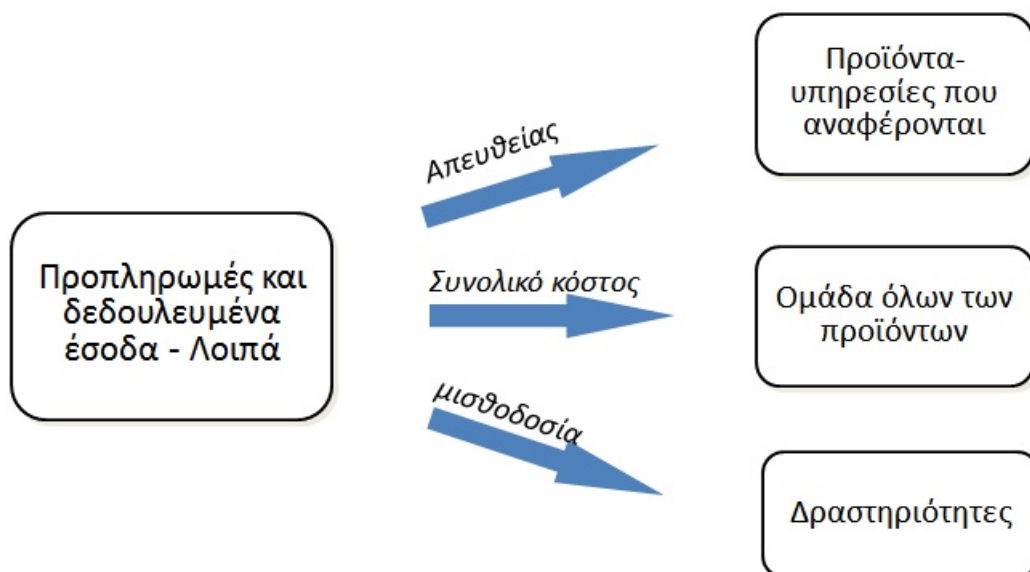 Προπληρωμές και
δεδουλευμένα
έσοδα - Λοιπά
Απευθείας
Προϊόντα-
υπηρεσίες που
αναφέρονται
Συνολικό κόστος
Ομάδα όλων των
προϊόντων
μισθοδοσία
Δραστηριότητες